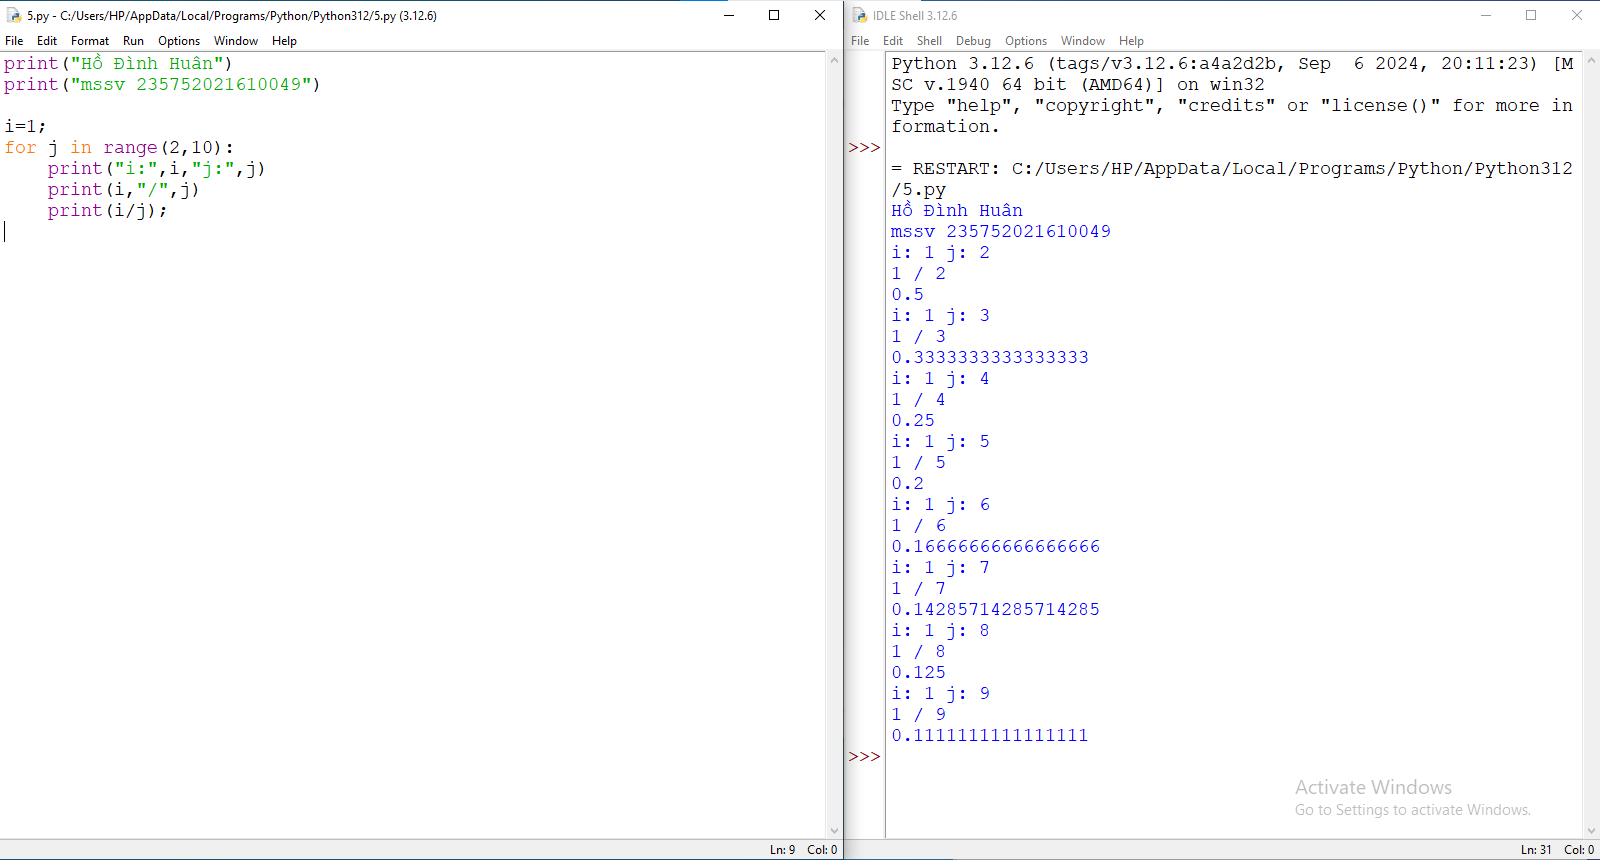 5.py - C:/Users/HP/AppData/Local/Programs/Python/Python312/5.py (3.12.6)
File Edit Format Run Options Window Help
print("Hồ Đình Huân")
print("mssv 235752021610049")
i=1;
for j in range(2,10):
    print("i:",i,"j:",j)
    print(i,"/",j)
    print(i/j);
Ln: 9 Col: 0
IDLE Shell 3.12.6
File Edit Shell Debug Options Window Help
Python 3.12.6 (tags/v3.12.6:a4a2d2b, Sep  6 2024, 20:11:23) [M
SC v.1940 64 bit (AMD64)] on win32
Type "help", "copyright", "credits" or "license()" for more in
formation.
>>>
= RESTART: C:/Users/HP/AppData/Local/Programs/Python/Python312
/5.py
Hồ Đình Huân
mssv 235752021610049
i: 1 j: 2
1 / 2
0.5
i: 1 j: 3
1 / 3
0.3333333333333333
i: 1 j: 4
1 / 4
0.25
i: 1 j: 5
1 / 5
0.2
i: 1 j: 6
1 / 6
0.16666666666666666
i: 1 j: 7
1 / 7
0.14285714285714285
i: 1 j: 8
1 / 8
0.125
i: 1 j: 9
1 / 9
0.1111111111111111
>>>
Activate Windows
Go to Settings to activate Windows.
Ln: 31 Col: 0